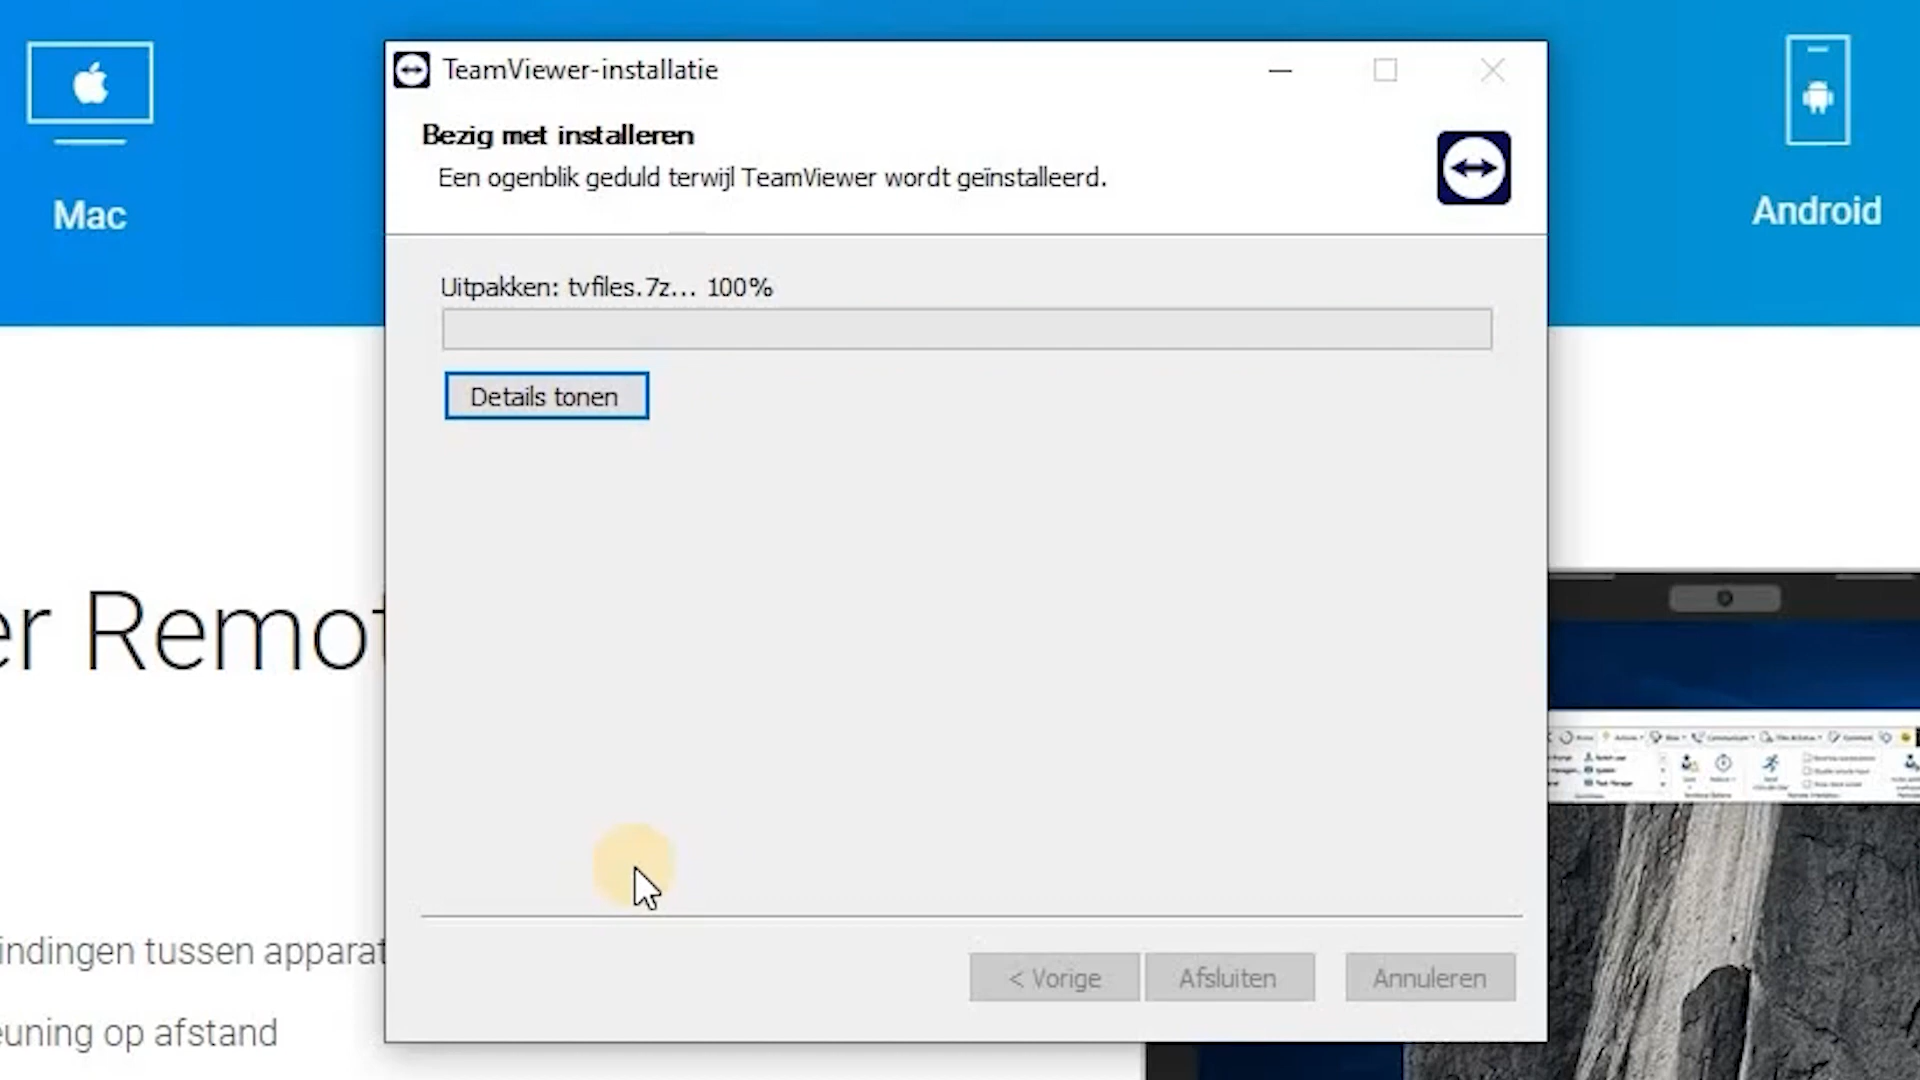 TeamViewer-installatie
Bezig met installeren
Een ogenblik geduld terwijl TeamViewer wordt geïnstalleerd.
Mac
Android
Uitpakken: tvfiles.7z... 100%
Details tonen
er Remot
indingen tussen apparat
euning op afstand
< Vorige
Afsluiten
Annuleren